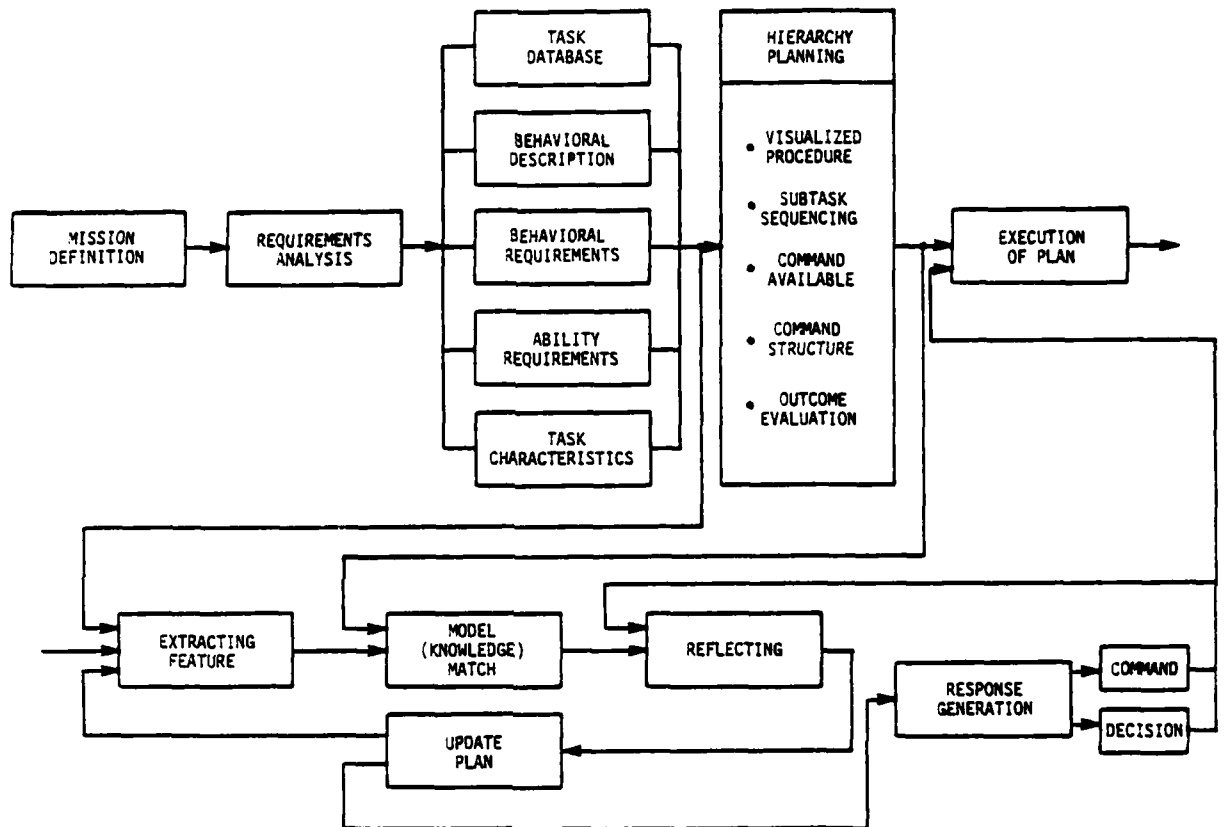 TASK
DATABASE
HIERARCHY
PLANNING
BEHAVIORAL
DESCRIPTION
• VISUALIZED
PROCEDURE
MISSION
DEFINITION
REQUIREMENTS
ANALYSIS
BEHAVIORAL
REQUIREMENTS
• SUBTASK
SEQUENCING
• COMMAND
AVAILABLE
EXECUTION
OF PLAN
ABILITY
REQUIREMENTS
• COMMAND
STRUCTURE
TASK
CHARACTERISTICS
• OUTCOME
EVALUATION
EXTRACTING
FEATURE
MODEL
(KNOWLEDGE)
MATCH
REFLECTING
RESPONSE
GENERATION
COMMAND
DECISION
UPDATE
PLAN